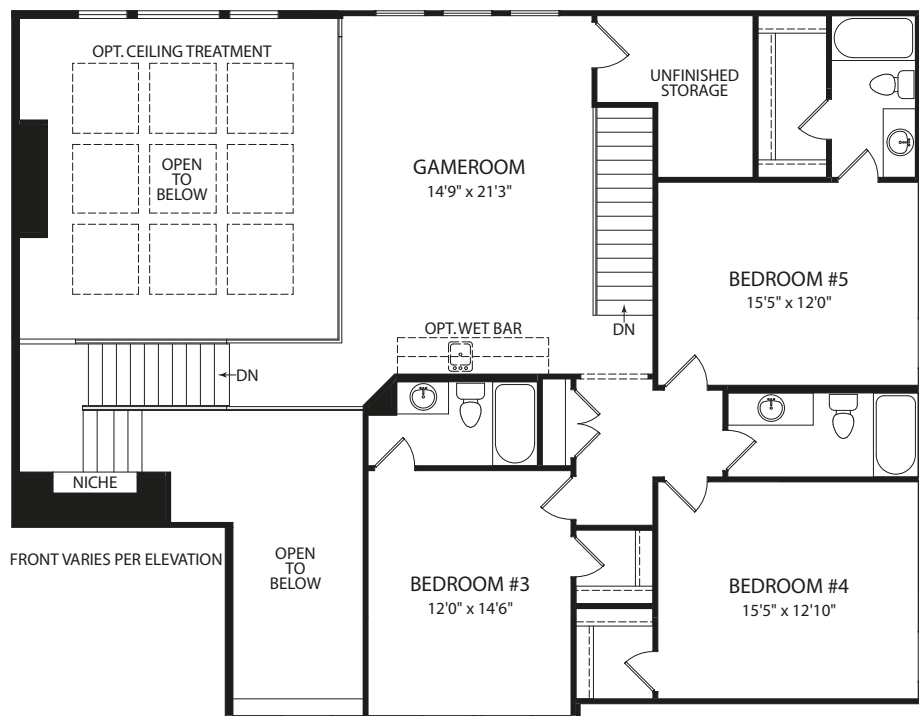 OPT. CEILING TREATMENT
OPEN
TO
BELOW
GAMEROOM
14'9" x 21'3"
UNFINISHED
STORAGE
BEDROOM #5
15'5" x 12'0"
OPT. WET BAR
DN
DN
NICHE
FRONT VARIES PER ELEVATION
OPEN
TO
BELOW
BEDROOM #3
12'0" x 14'6"
BEDROOM #4
15'5" x 12'10"